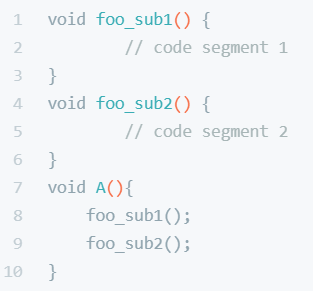 1 void foo_sub1() {
2         // code segment 1
3 }
4 void foo_sub2() {
5         // code segment 2
6 }
7 void A(){
8     foo_sub1();
9     foo_sub2();
10 }